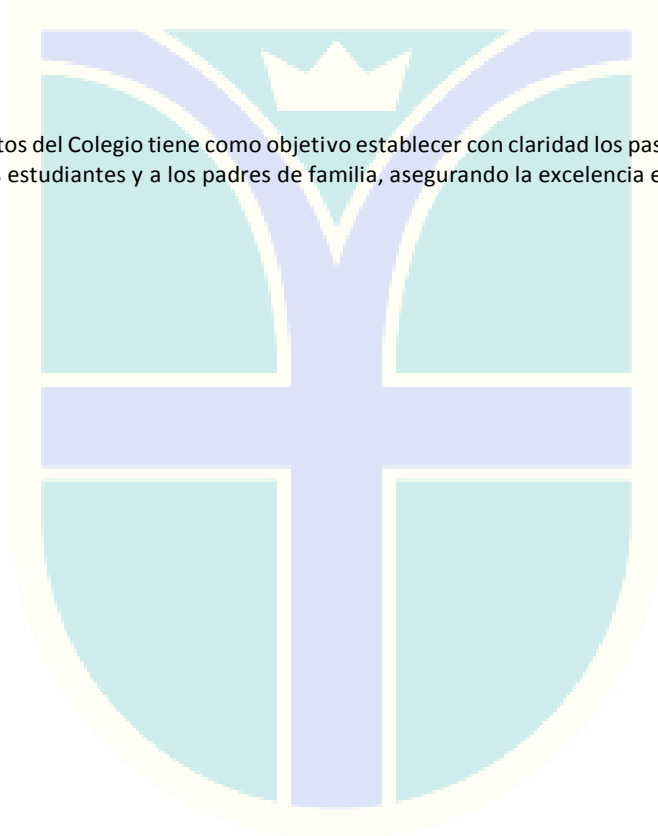 tos del Colegio tiene como objetivo establecer con claridad los pas
estudiantes y a los padres de familia, asegurando la excelencia e